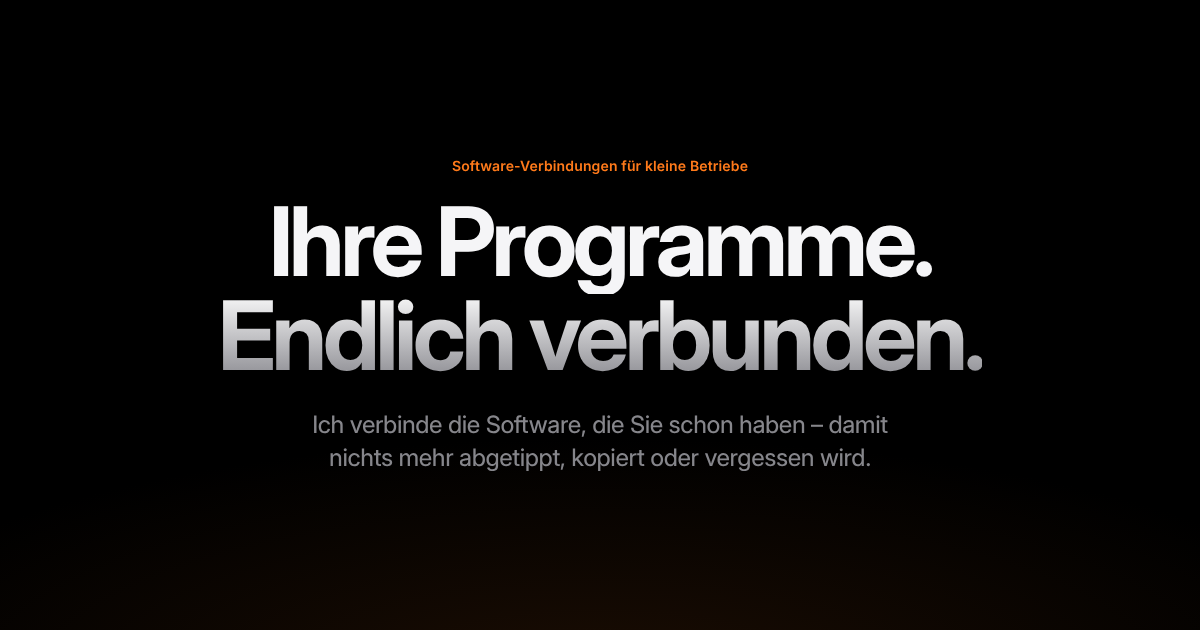 Software-Verbindungen für kleine Betriebe
Ihre Programme.
Endlich verbunden.
Ich verbinde die Software, die Sie schon haben – damit
nichts mehr abgetippt, kopiert oder vergessen wird.